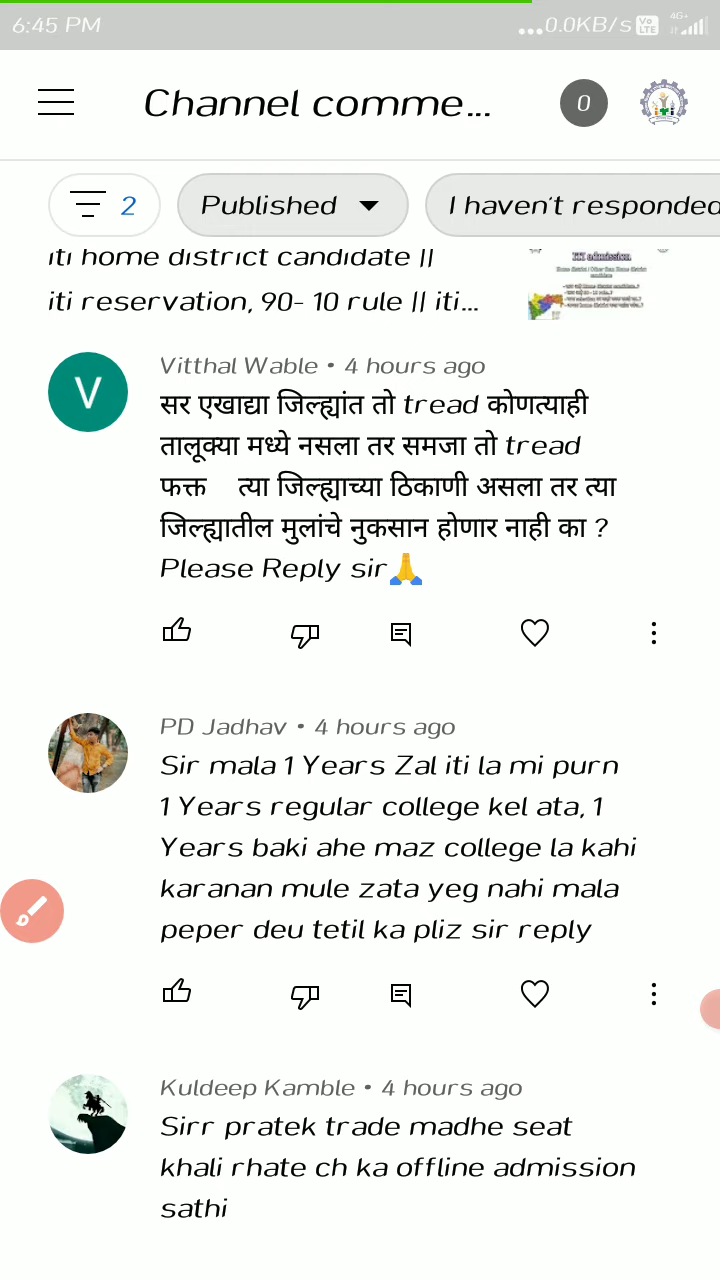 6:45 PM
...0.0KB/s Vo LTE 4G+
Channel comme...
0
2
Published
I haven't responded
iti home district candidate ||
iti reservation, 90- 10 rule || iti...
ITI admission
Vitthal Wable • 4 hours ago
सर एखाद्या जिल्ह्यांत तो tread कोणत्याही
तालूक्या मध्ये नसला तर समजा तो tread
फक्त त्या जिल्ह्याच्या ठिकाणी असला तर त्या
जिल्ह्यातील मुलांचे नुकसान होणार नाही का ?
Please Reply sir🙏
V
PD Jadhav • 4 hours ago
Sir mala 1 Years Zal iti la mi purn
1 Years regular college kel ata, 1
Years baki ahe maz college la kahi
karanan mule zata yeg nahi mala
peper deu tetil ka pliz sir reply
Kuldeep Kamble • 4 hours ago
Sirr pratek trade madhe seat
khali rhate ch ka offline admission
sathi